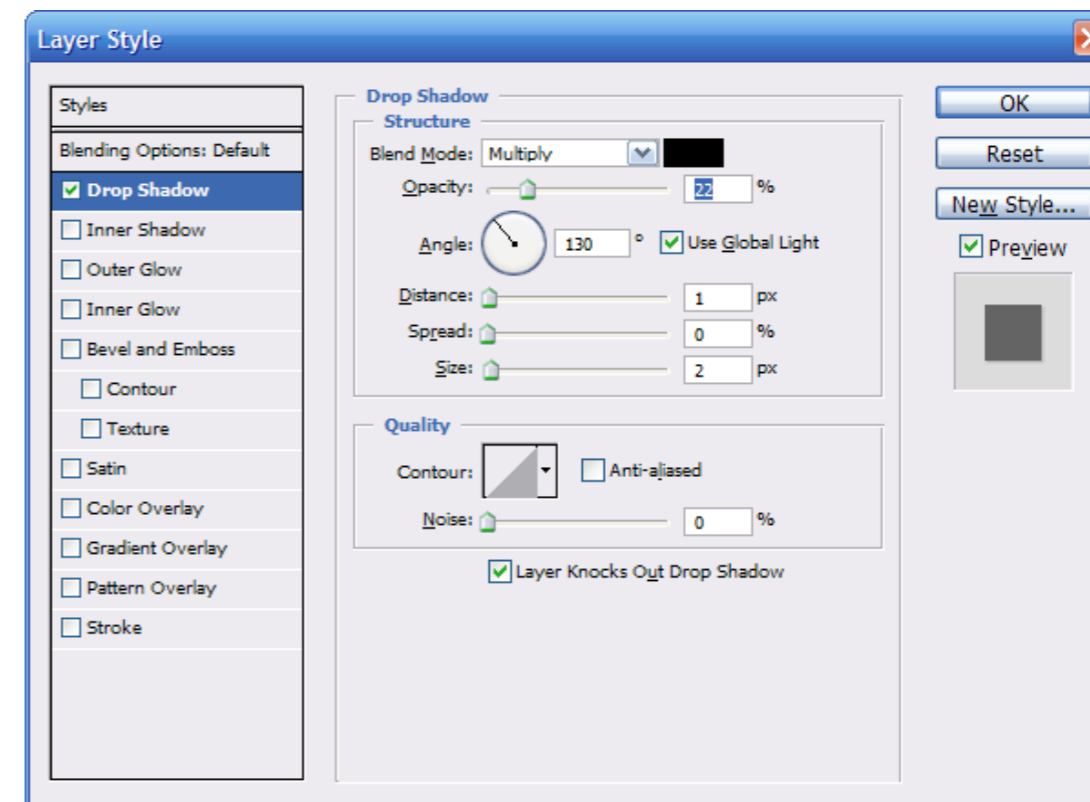 Layer Style
Styles
Blending Options: Default
Drop Shadow
Inner Shadow
Outer Glow
Inner Glow
Bevel and Emboss
Contour
Texture
Satin
Color Overlay
Gradient Overlay
Pattern Overlay
Stroke
Drop Shadow
Structure
Blend Mode: Multiply
Opacity: 22 %
Angle: 130 ° Use Global Light
Distance: 1 px
Spread: 0 %
Size: 2 px
Quality
Contour: Anti-aliased
Noise: 0 %
Layer Knocks Out Drop Shadow
OK
Reset
New Style...
Preview